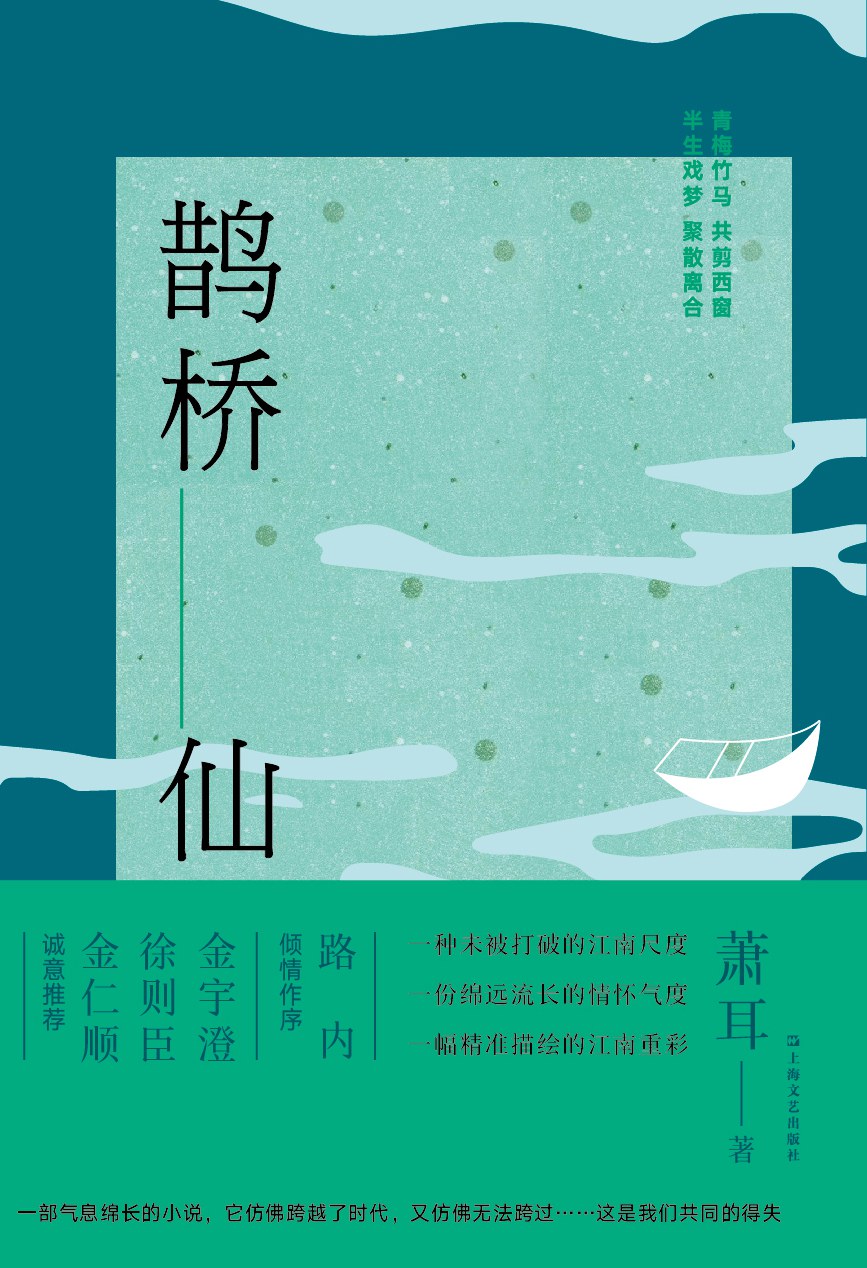 青梅竹马 共剪西窗
半生戏梦 聚散离合
鹊桥仙
萧耳 著
上海文艺出版社
一种未被打破的江南尺度
一份绵远流长的情怀气度
一幅精准描绘的江南重彩
路内
倾情作序
金宇澄
徐则臣
金仁顺
诚意推荐
一部气息绵长的小说，它仿佛跨越了时代，又仿佛无法跨过……这是我们共同的得失